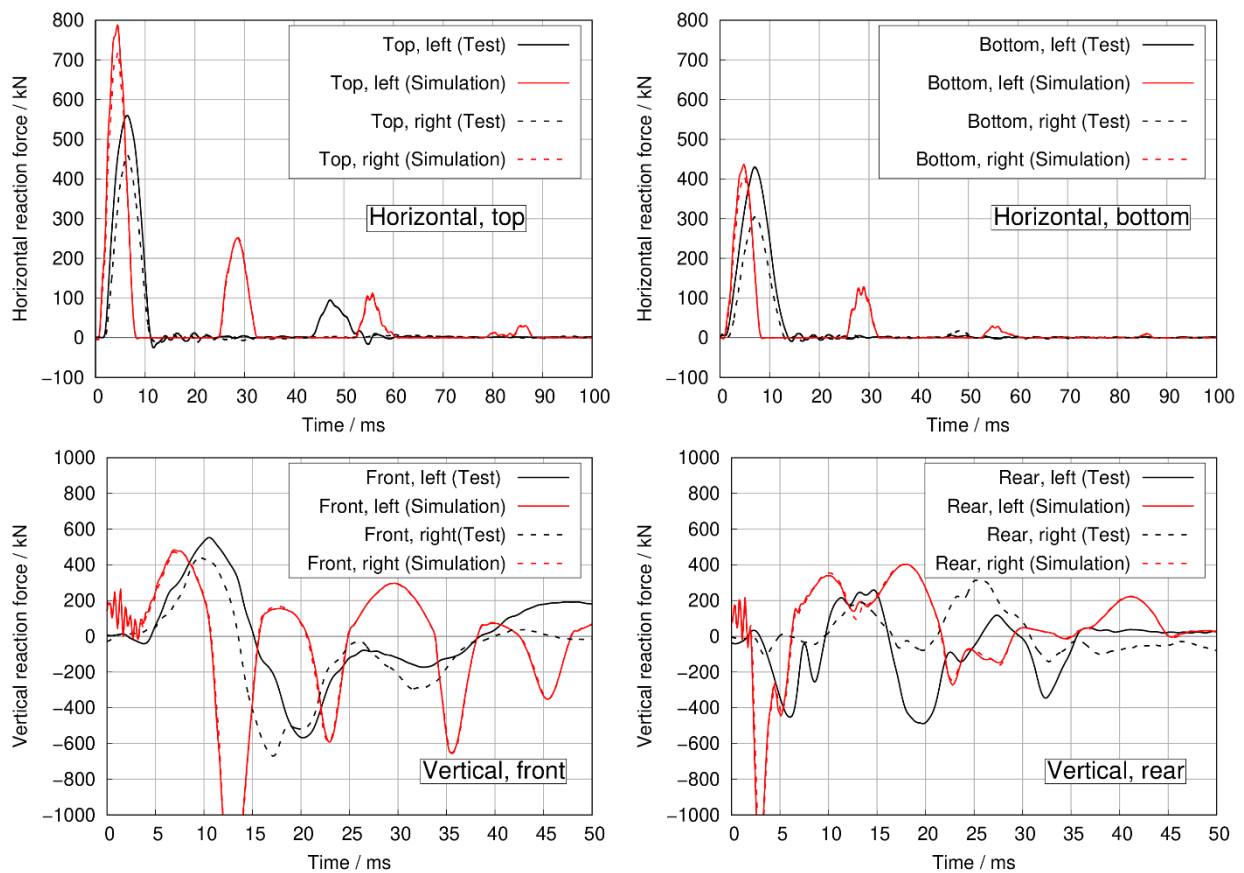 800
700
600
500
400
300
200
100
0
−100
Horizontal reaction force / kN
Top, left (Test)
Top, left (Simulation)
Top, right (Test)
Top, right (Simulation)
Horizontal, top
0 10 20 30 40 50 60 70 80 90 100
Time / ms
800
700
600
500
400
300
200
100
0
−100
Horizontal reaction force / kN
Bottom, left (Test)
Bottom, left (Simulation)
Bottom, right (Test)
Bottom, right (Simulation)
Horizontal, bottom
0 10 20 30 40 50 60 70 80 90 100
Time / ms
1000
800
600
400
200
0
−200
−400
−600
−800
−1000
Vertical reaction force / kN
Front, left (Test)
Front, left (Simulation)
Front, right(Test)
Front, right (Simulation)
Vertical, front
0 5 10 15 20 25 30 35 40 45 50
Time / ms
1000
800
600
400
200
0
−200
−400
−600
−800
−1000
Vertical reaction force / kN
Rear, left (Test)
Rear, left (Simulation)
Rear, right (Test)
Rear, right (Simulation)
Vertical, rear
0 5 10 15 20 25 30 35 40 45 50
Time / ms